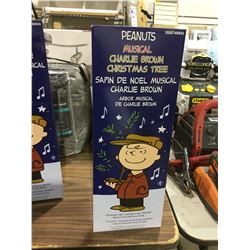 PEANUTS
MUSICAL
CHARLIE BROWN
CHRISTMAS TREE
SAPIN DE NOEL MUSICAL
CHARLIE BROWN
ARBOL MUSICAL
DE CHARLIE BROWN